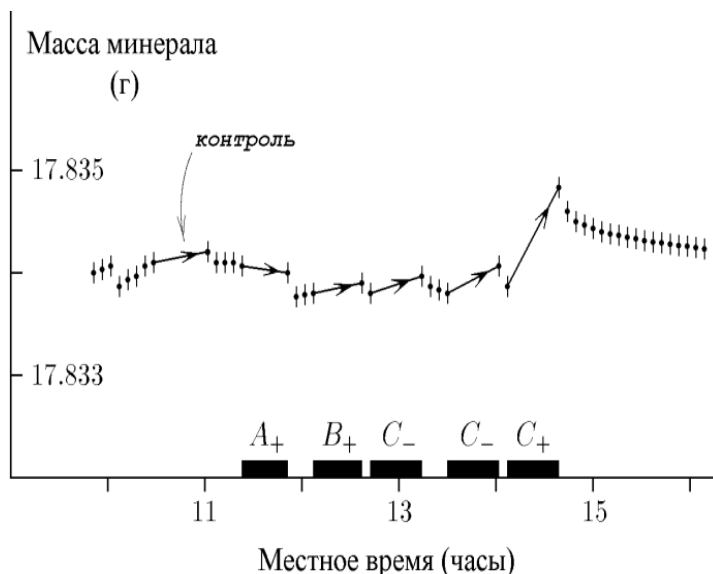 Масса минерала
(г)
контроль
17.835
17.833
A+ B+ C− C− C+
11 13 15
Местное время (часы)